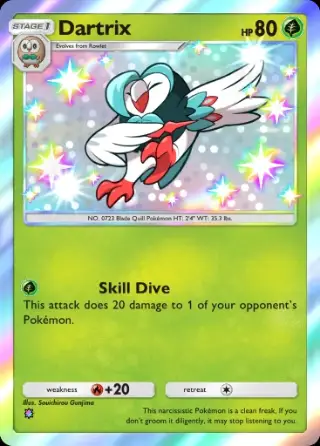 STAGE 1
Dartrix
HP 80
Evolves from Rowlet
NO. 0723 Blade Quill Pokémon HT: 2'4" WT: 35.3 lbs.
Skill Dive
This attack does 20 damage to 1 of your opponent's
Pokémon.
weakness +20 retreat
Illus. Souichirou Gunjima
This narcissistic Pokémon is a clean freak. If you
don't groom it diligently, it may stop listening to you.